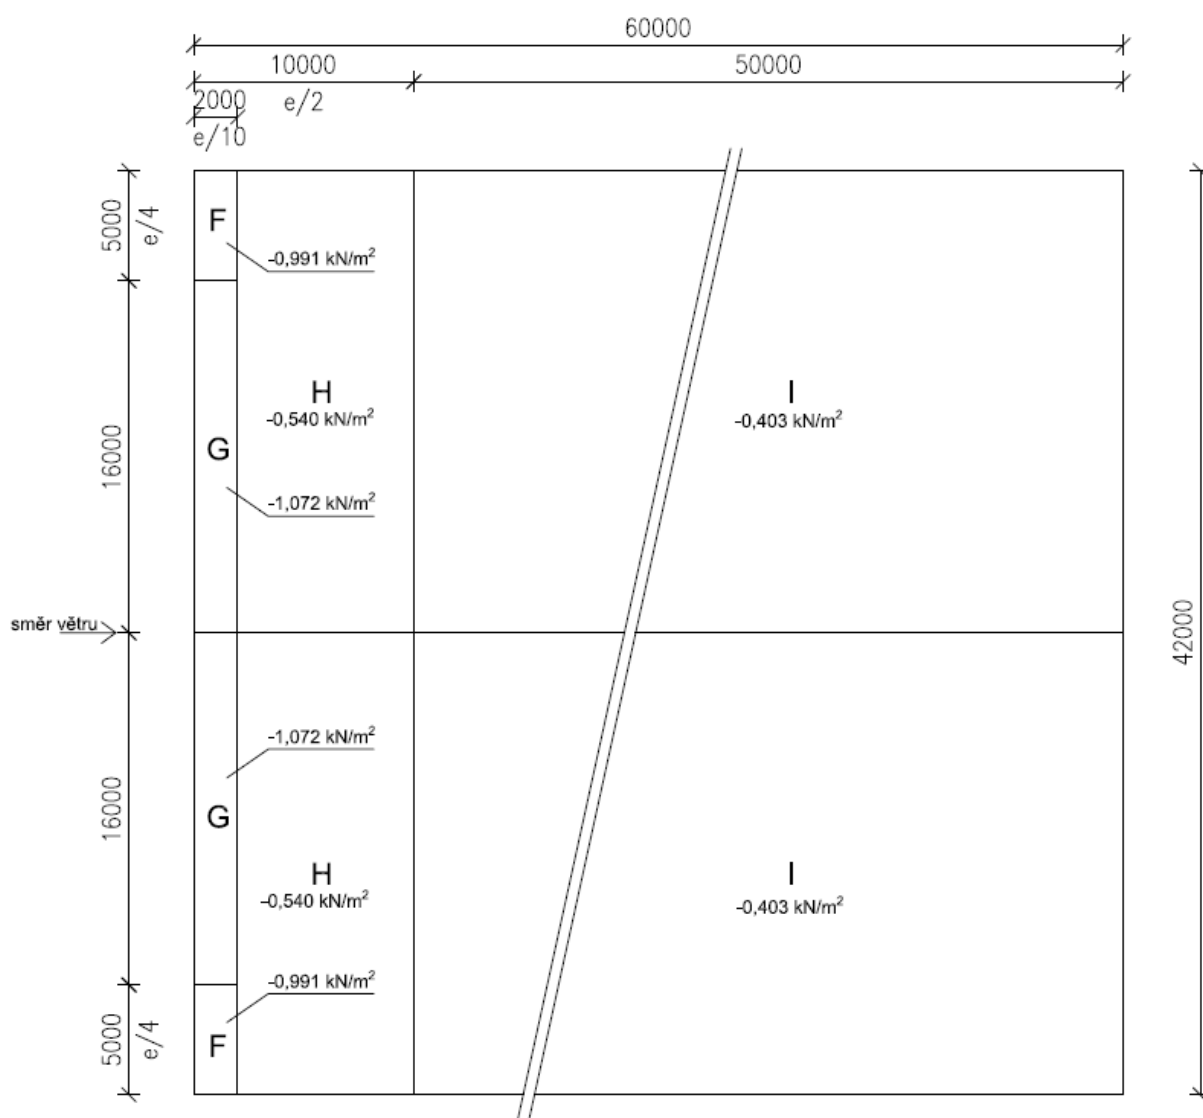 60000
10000
50000
2000
e/2
e/10
5000
e/4
F
-0,991 kN/m²
16000
H
-0,540 kN/m²
I
-0,403 kN/m²
G
-1,072 kN/m²
směr větru
42000
-1,072 kN/m²
16000
G
H
-0,540 kN/m²
I
-0,403 kN/m²
-0,991 kN/m²
5000
e/4
F